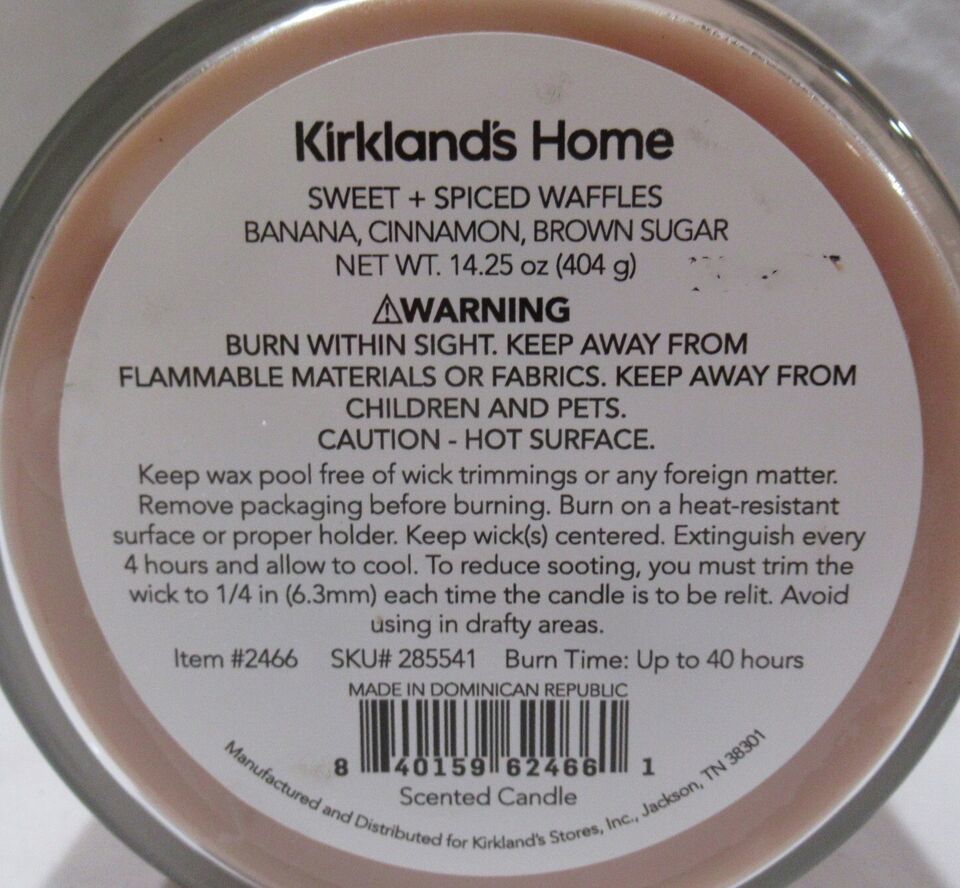 Kirkland's Home
SWEET + SPICED WAFFLES
BANANA, CINNAMON, BROWN SUGAR
NET WT. 14.25 oz (404 g)
⚠WARNING
BURN WITHIN SIGHT. KEEP AWAY FROM
FLAMMABLE MATERIALS OR FABRICS. KEEP AWAY FROM
CHILDREN AND PETS.
CAUTION - HOT SURFACE.
Keep wax pool free of wick trimmings or any foreign matter.
Remove packaging before burning. Burn on a heat-resistant
surface or proper holder. Keep wick(s) centered. Extinguish every
4 hours and allow to cool. To reduce sooting, you must trim the
wick to 1/4 in (6.3mm) each time the candle is to be relit. Avoid
using in drafty areas.
Item #2466 SKU# 285541 Burn Time: Up to 40 hours
MADE IN DOMINICAN REPUBLIC
8 40159 62466 1
Scented Candle
Manufactured and Distributed for Kirkland's Stores, Inc., Jackson, TN 38301